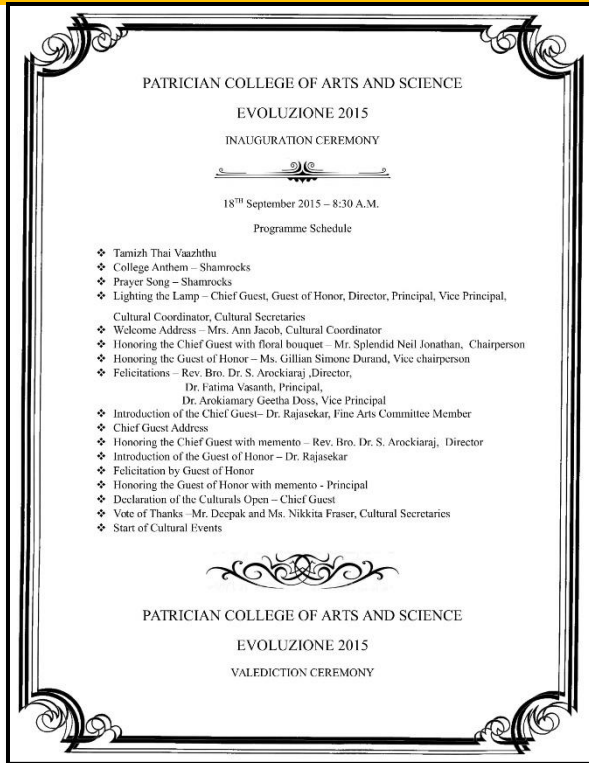 PATRICIAN COLLEGE OF ARTS AND SCIENCE
EVOLUZIONE 2015
INAUGURATION CEREMONY
18TH September 2015 – 8:30 A.M.
Programme Schedule
❖ Tamizh Thai Vaazhthu
❖ College Anthem – Shamrocks
❖ Prayer Song – Shamrocks
❖ Lighting the Lamp – Chief Guest, Guest of Honor, Director, Principal, Vice Principal,
Cultural Coordinator, Cultural Secretaries
❖ Welcome Address – Mrs. Ann Jacob, Cultural Coordinator
❖ Honoring the Chief Guest with floral bouquet – Mr. Splendid Neil Jonathan, Chairperson
❖ Honoring the Guest of Honor – Ms. Gillian Simone Durand, Vice chairperson
❖ Felicitations – Rev. Bro. Dr. S. Arockiaraj ,Director,
Dr. Fatima Vasanth, Principal,
Dr. Arokiamary Geetha Doss, Vice Principal
❖ Introduction of the Chief Guest– Dr. Rajasekar, Fine Arts Committee Member
❖ Chief Guest Address
❖ Honoring the Chief Guest with memento – Rev. Bro. Dr. S. Arockiaraj, Director
❖ Introduction of the Guest of Honor – Dr. Rajasekar
❖ Felicitation by Guest of Honor
❖ Honoring the Guest of Honor with memento - Principal
❖ Declaration of the Culturals Open – Chief Guest
❖ Vote of Thanks –Mr. Deepak and Ms. Nikkita Fraser, Cultural Secretaries
❖ Start of Cultural Events
PATRICIAN COLLEGE OF ARTS AND SCIENCE
EVOLUZIONE 2015
VALEDICTION CEREMONY